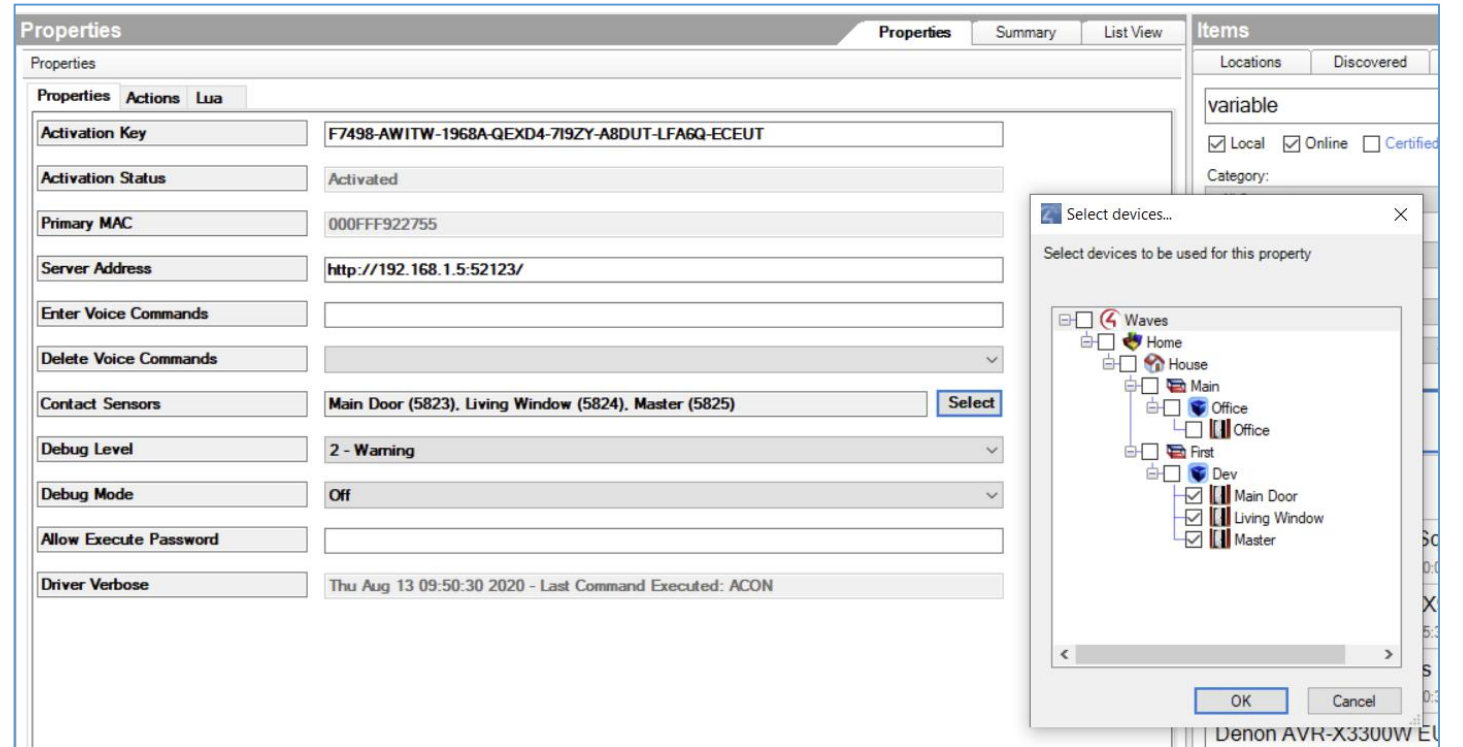 Properties
Properties
Summary
List View
Items
Properties
Locations
Discovered
Properties
Actions
Lua
variable
Activation Key
F7498-AWITW-1968A-QEXD4-7I9ZY-A8DUT-LFA6Q-ECEUT
Local
Online
Certified
Activation Status
Activated
Category:
Primary MAC
000FFF922755
Server Address
http://192.168.1.5:52123/
Enter Voice Commands
Delete Voice Commands
Contact Sensors
Main Door (5823), Living Window (5824), Master (5825)
Select
Debug Level
2 - Warning
Debug Mode
Off
Allow Execute Password
Driver Verbose
Thu Aug 13 09:50:30 2020 - Last Command Executed: ACON
Select devices...
Select devices to be used for this property
Waves
Home
House
Main
Office
Office
First
Dev
Main Door
Living Window
Master
OK
Cancel
Denon AVR-X3300W